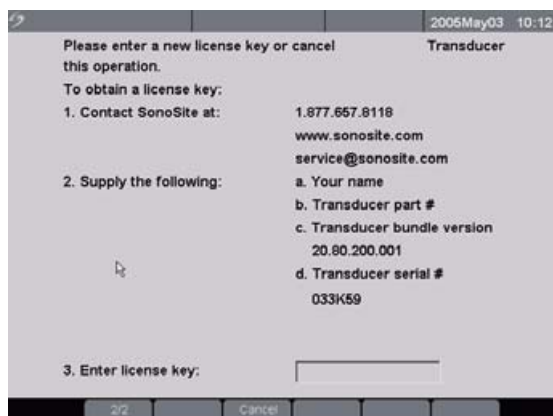 2005May03 10:12
Please enter a new license key or cancel Transducer
this operation.
To obtain a license key:
1. Contact SonoSite at: 1.877.657.8118
www.sonosite.com
service@sonosite.com
2. Supply the following: a. Your name
b. Transducer part #
c. Transducer bundle version
20.80.200.001
d. Transducer serial #
033K59
3. Enter license key:
2/2 Cancel